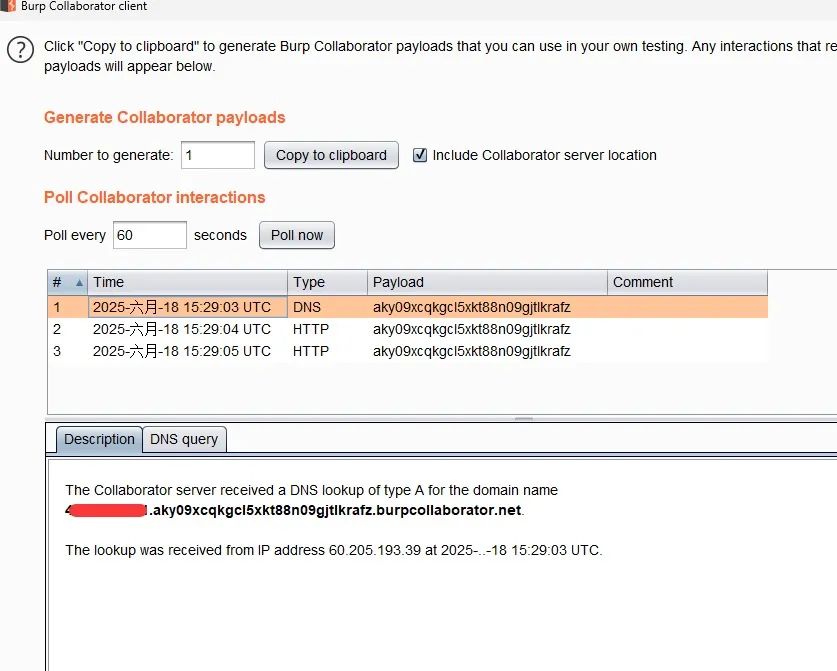 Burp Collaborator client
Click "Copy to clipboard" to generate Burp Collaborator payloads that you can use in your own testing. Any interactions that re
payloads will appear below.
Generate Collaborator payloads
Number to generate: 1 Copy to clipboard Include Collaborator server location
Poll Collaborator interactions
Poll every 60 seconds Poll now
# Time Type Payload Comment
1 2025-六月-18 15:29:03 UTC DNS aky09xcqkgcl5xkt88n09gjtlkrafz
2 2025-六月-18 15:29:04 UTC HTTP aky09xcqkgcl5xkt88n09gjtlkrafz
3 2025-六月-18 15:29:05 UTC HTTP aky09xcqkgcl5xkt88n09gjtlkrafz
Description DNS query
The Collaborator server received a DNS lookup of type A for the domain name
.aky09xcqkgcl5xkt88n09gjtlkrafz.burpcollaborator.net.
The lookup was received from IP address 60.205.193.39 at 2025-..-18 15:29:03 UTC.